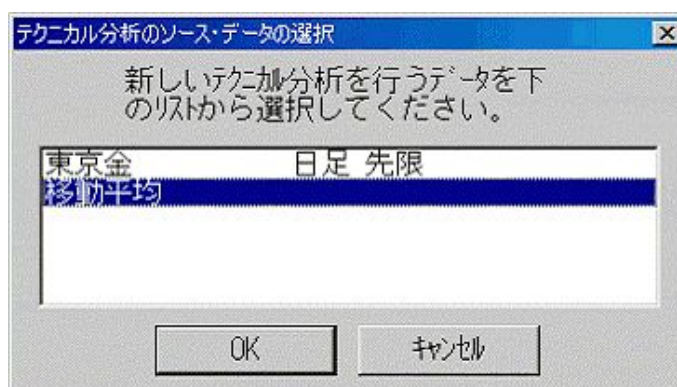 テクニカル分析のソース・データの選択
新しいﾃｸﾆｶﾙ分析を行うﾃﾞｰﾀを下
のﾘｽﾄから選択してください。
東京金 日足 先限
移動平均
OK ｷｬﾝｾﾙ